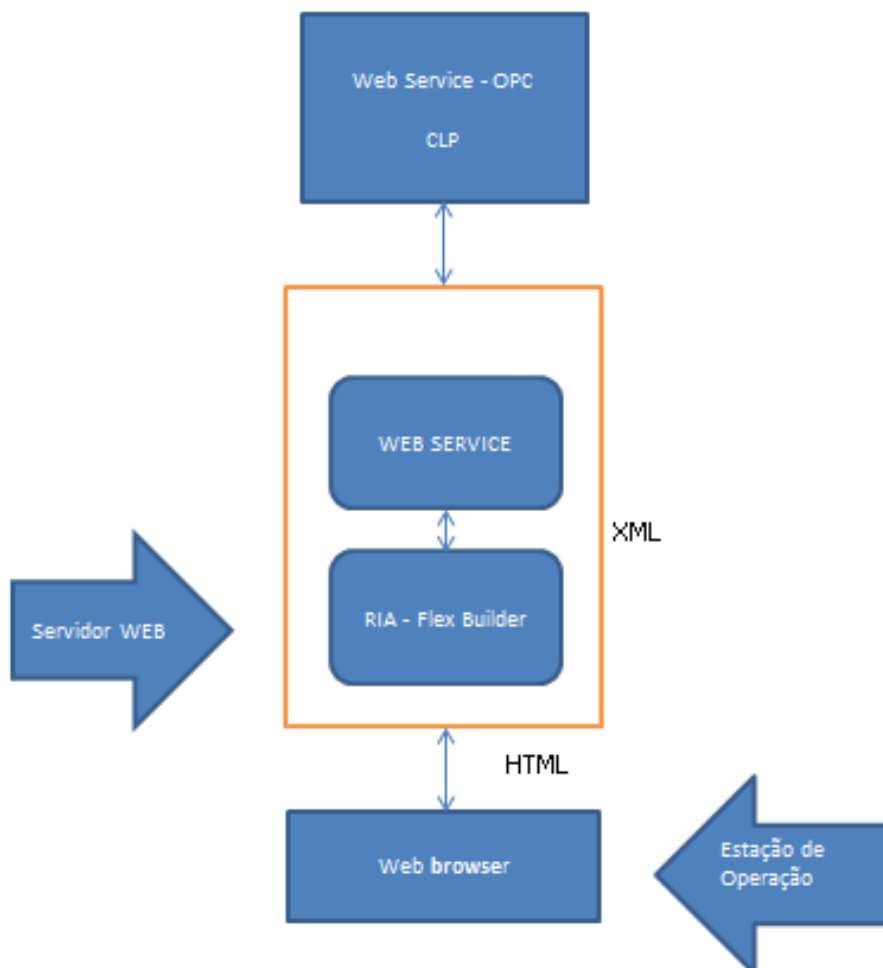 Web Service - OPC
CLP
WEB SERVICE
XML
RIA - Flex Builder
Servidor WEB
HTML
Web browser
Estação de
Operação